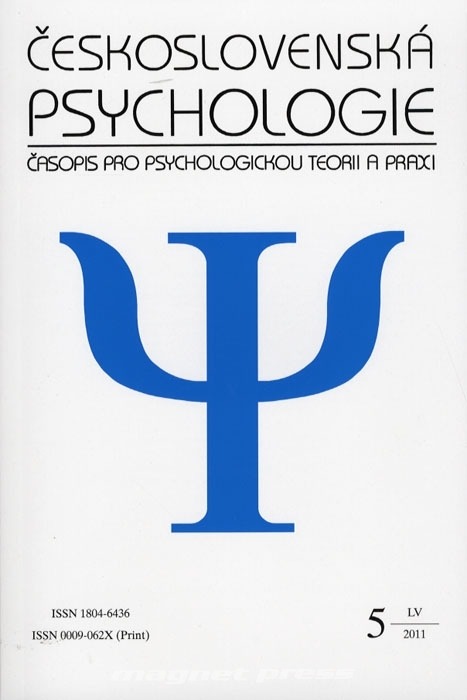 ČESKOSLOVENSKÁ
PSYCHOLOGIE
ČASOPIS PRO PSYCHOLOGICKOU TEORII A PRAXI
Ψ
ISSN 1804-6436
ISSN 0009-062X (Print)
5 LV
2011
magnet press